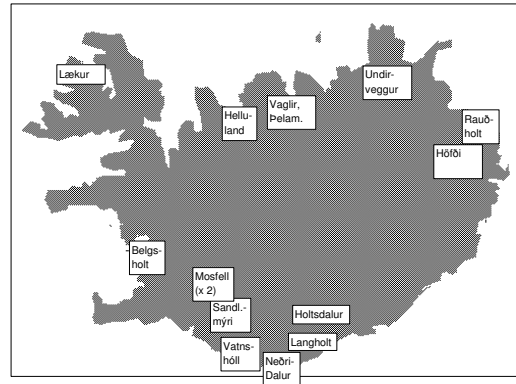 Lækur
Undir-
veggur
Vaglir,
Þelam.
Hellu-
land
Rauð-
holt
Höfði
Belgs-
holt
Mosfell
(x 2)
Sandl.-
mýri
Holtsdalur
Langholt
Vatns-
hóll
Neðri-
Dalur